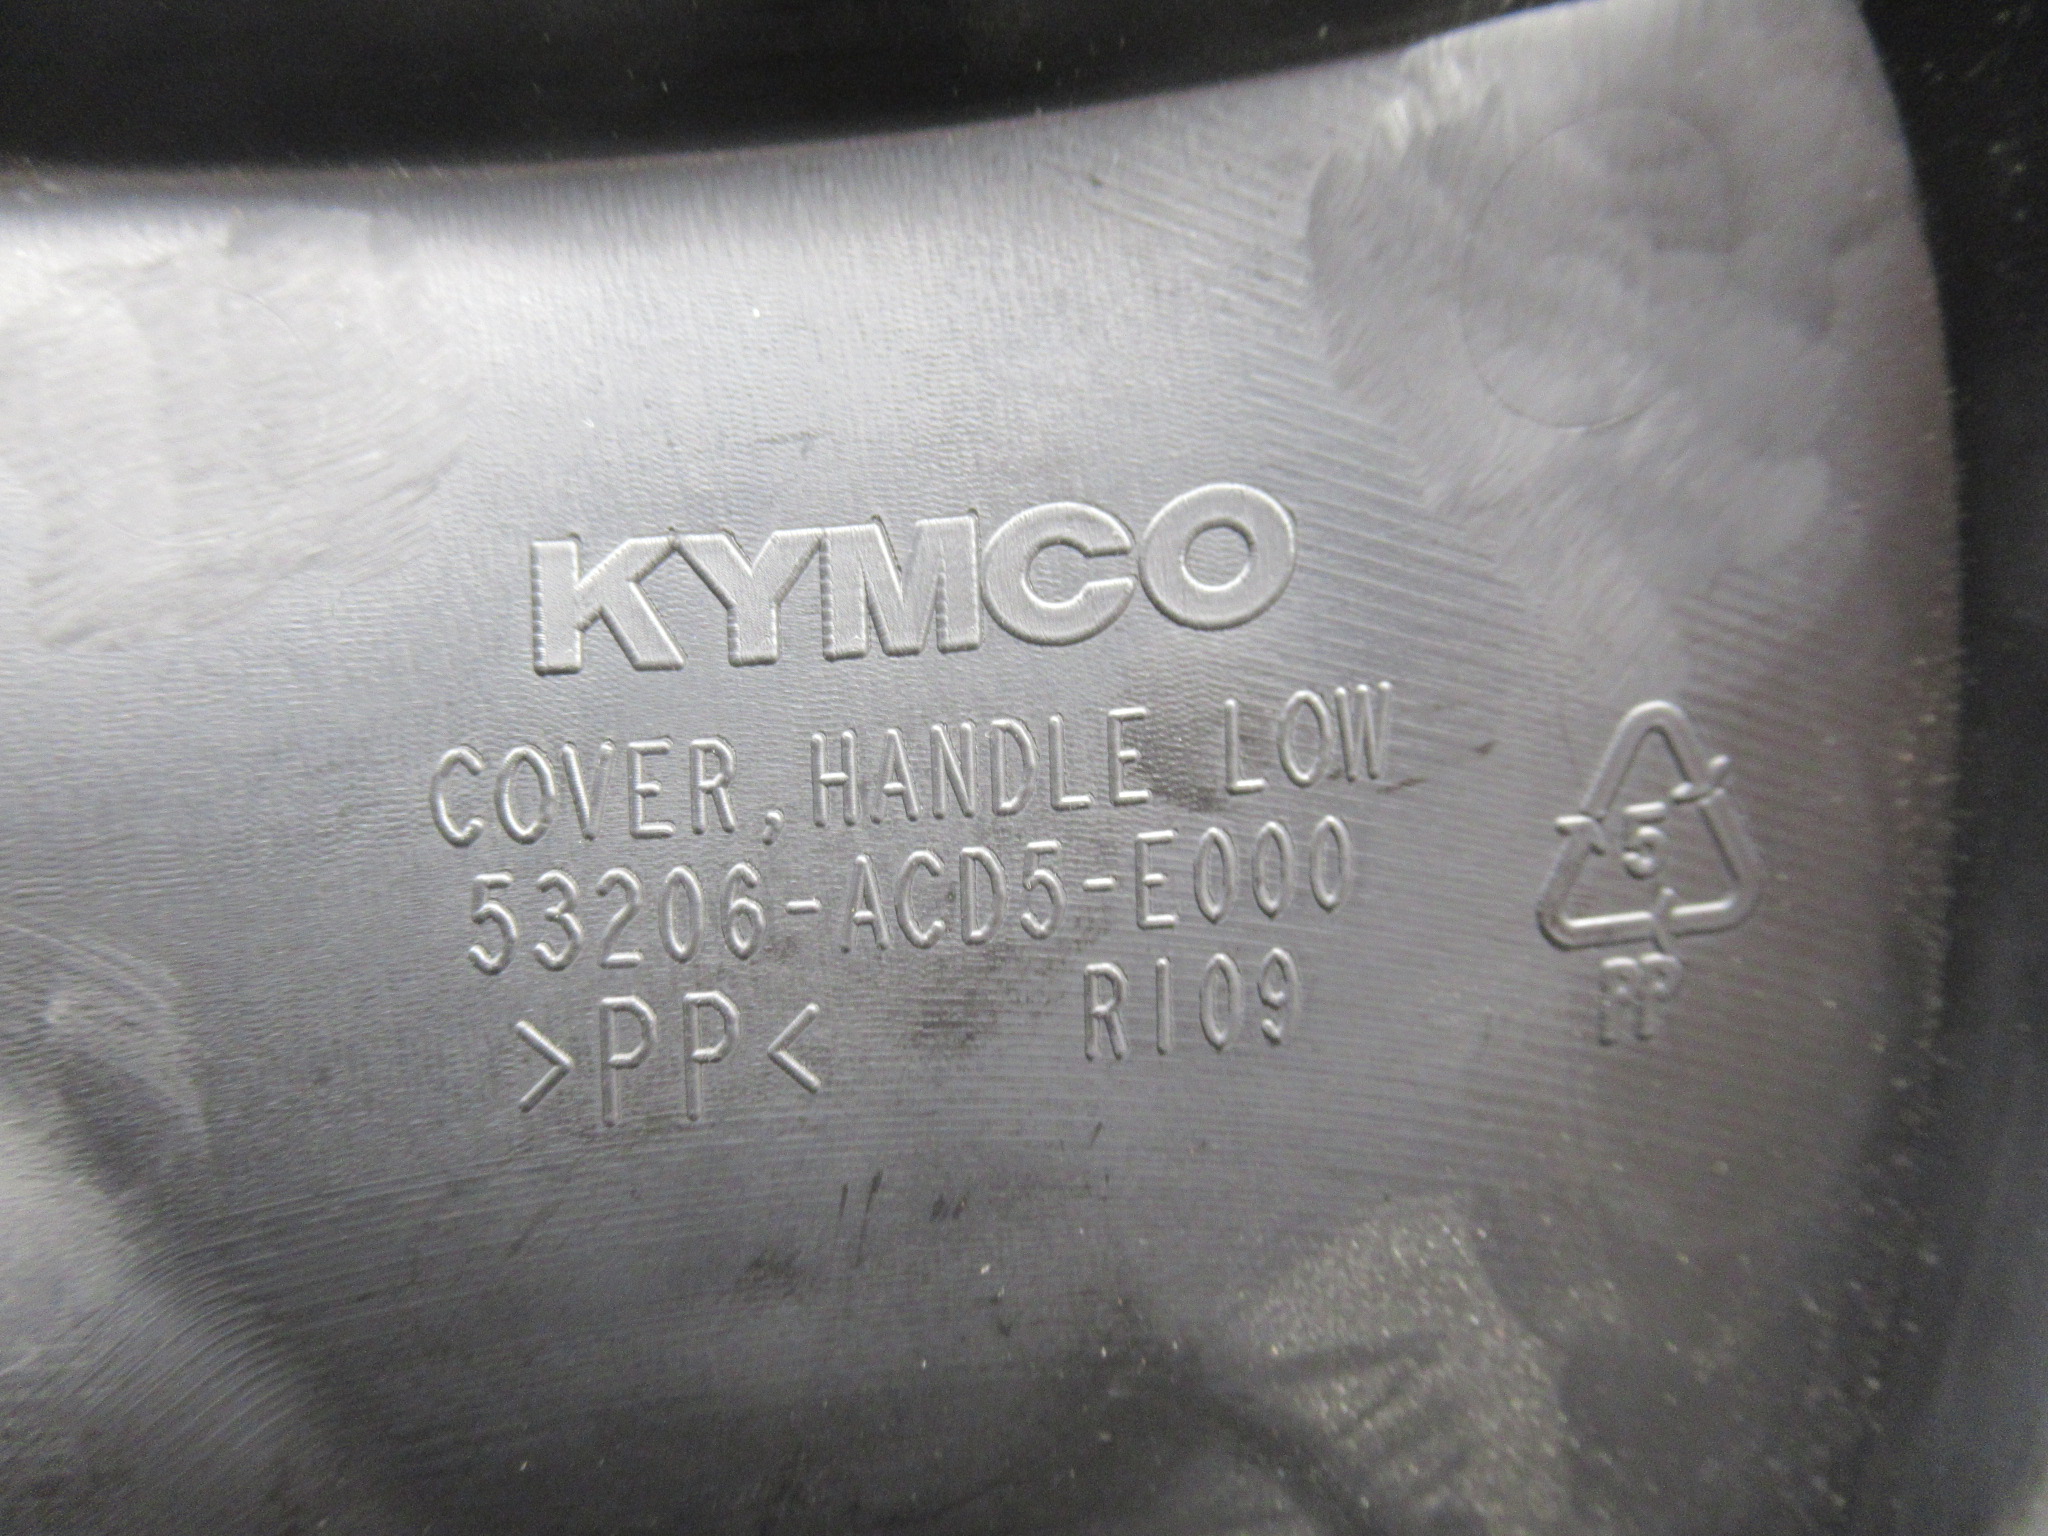 KYMCO
COVER, HANDLE LOW
53206-ACD5-E000
>PP< R109
5
PP